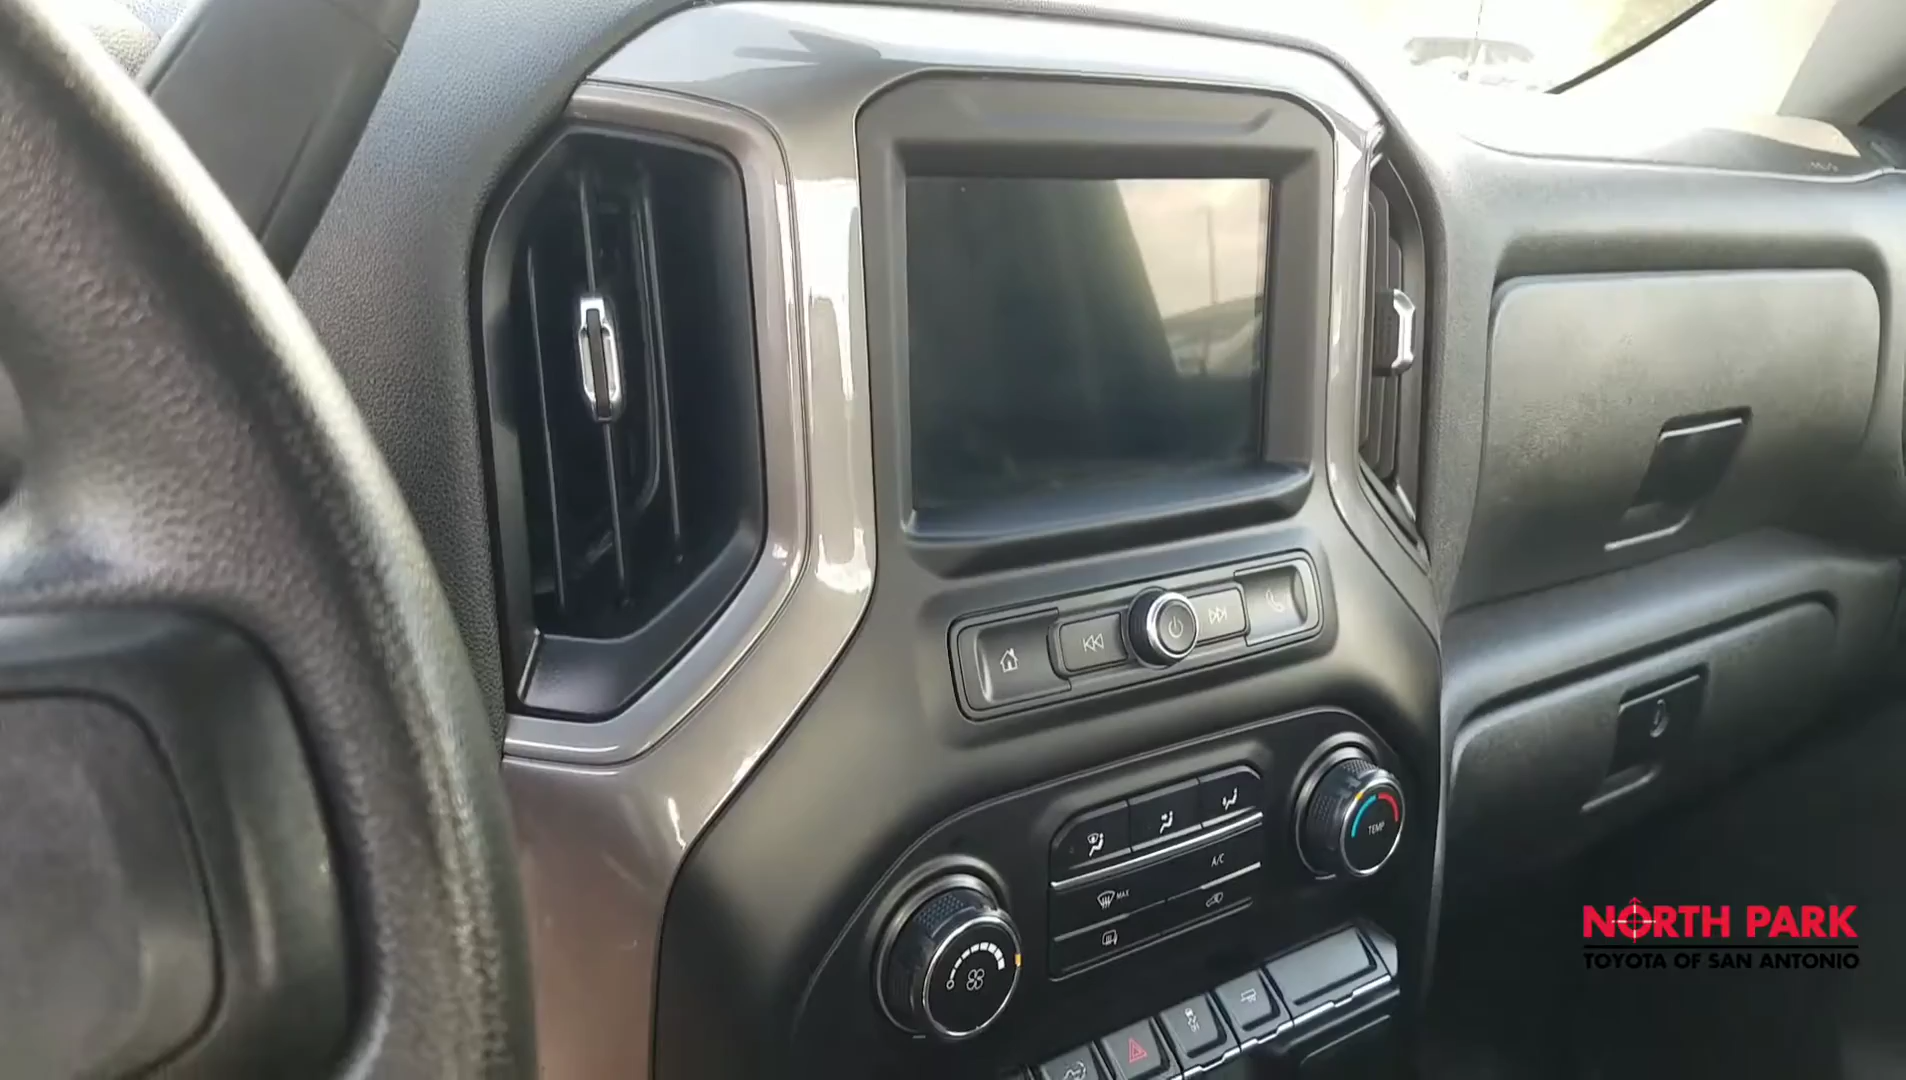 A/C
MAX
TEMP
NORTH PARK
TOYOTA OF SAN ANTONIO